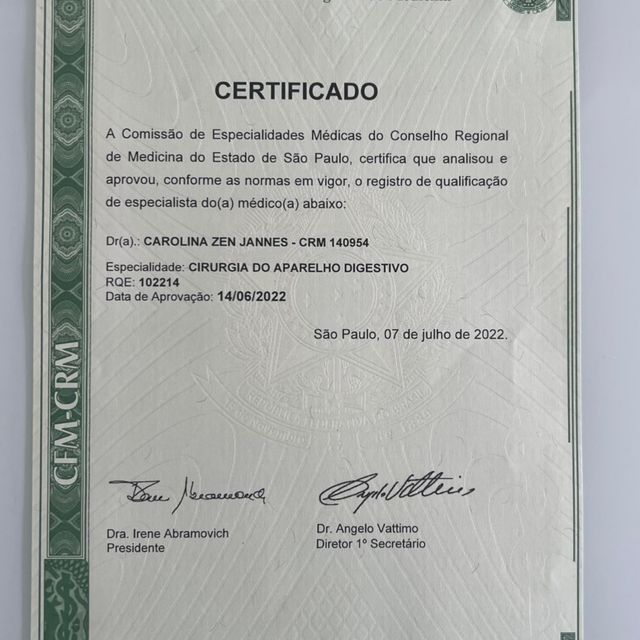 CERTIFICADO
A Comissão de Especialidades Médicas do Conselho Regional
de Medicina do Estado de São Paulo, certifica que analisou e
aprovou, conforme as normas em vigor, o registro de qualificação
de especialista do(a) médico(a) abaixo:
Dr(a).: CAROLINA ZEN JANNES - CRM 140954
Especialidade: CIRURGIA DO APARELHO DIGESTIVO
RQE: 102214
Data de Aprovação: 14/06/2022
São Paulo, 07 de julho de 2022.
CFM-CRM
Dra. Irene Abramovich
Presidente
Dr. Angelo Vattimo
Diretor 1º Secretário